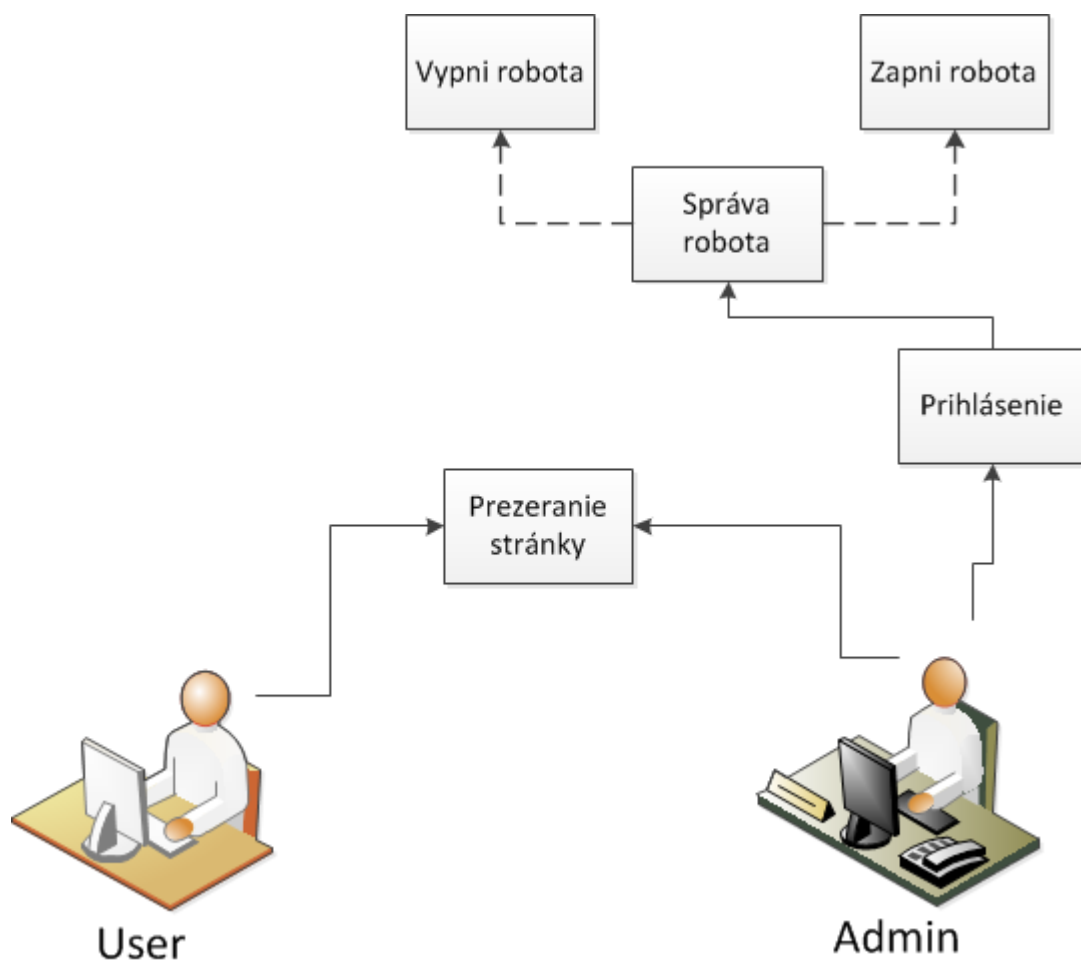 Vypni robota
Zapni robota
Správa
robota
Prihlásenie
Prezeranie
stránky
User
Admin